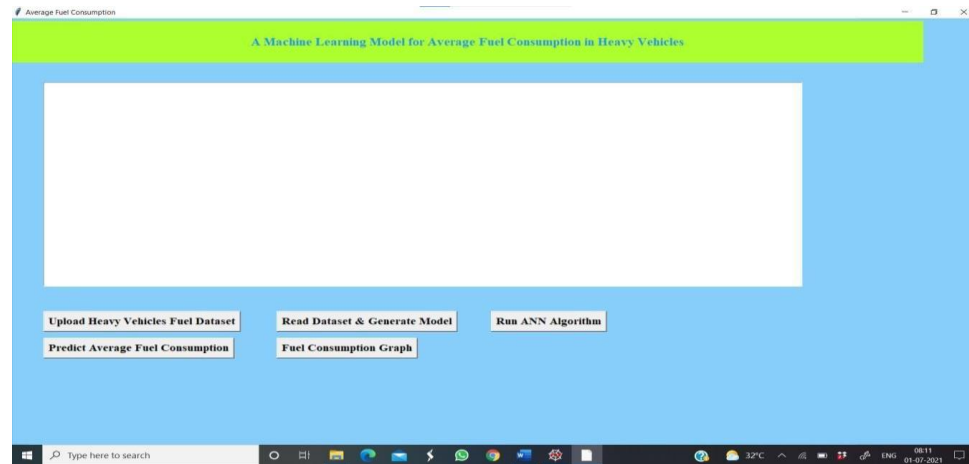 Average Fuel Consumption
A Machine Learning Model for Average Fuel Consumption in Heavy Vehicles
Upload Heavy Vehicles Fuel Dataset
Read Dataset & Generate Model
Run ANN Algorithm
Predict Average Fuel Consumption
Fuel Consumption Graph
Type here to search
32°C
ENG
08:11
01-07-2021